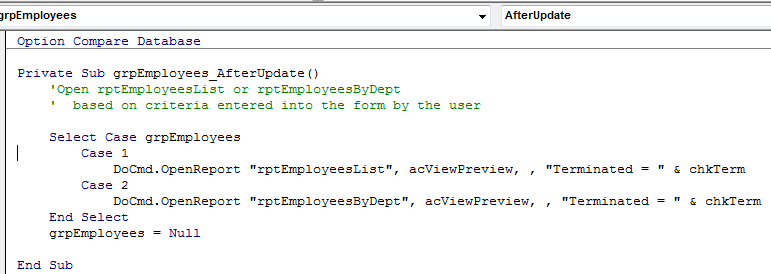 grpEmployees
AfterUpdate
Option Compare Database
Private Sub grpEmployees_AfterUpdate()
'Open rptEmployeesList or rptEmployeesByDept
'  based on criteria entered into the form by the user
Select Case grpEmployees
Case 1
DoCmd.OpenReport "rptEmployeesList", acViewPreview, , "Terminated = " & chkTerm
Case 2
DoCmd.OpenReport "rptEmployeesByDept", acViewPreview, , "Terminated = " & chkTerm
End Select
grpEmployees = Null
End Sub